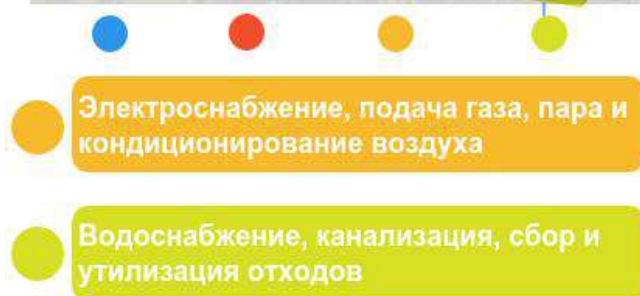 Электроснабжение, подача газа, пара и
кондиционирование воздуха
Водоснабжение, канализация, сбор и
утилизация отходов